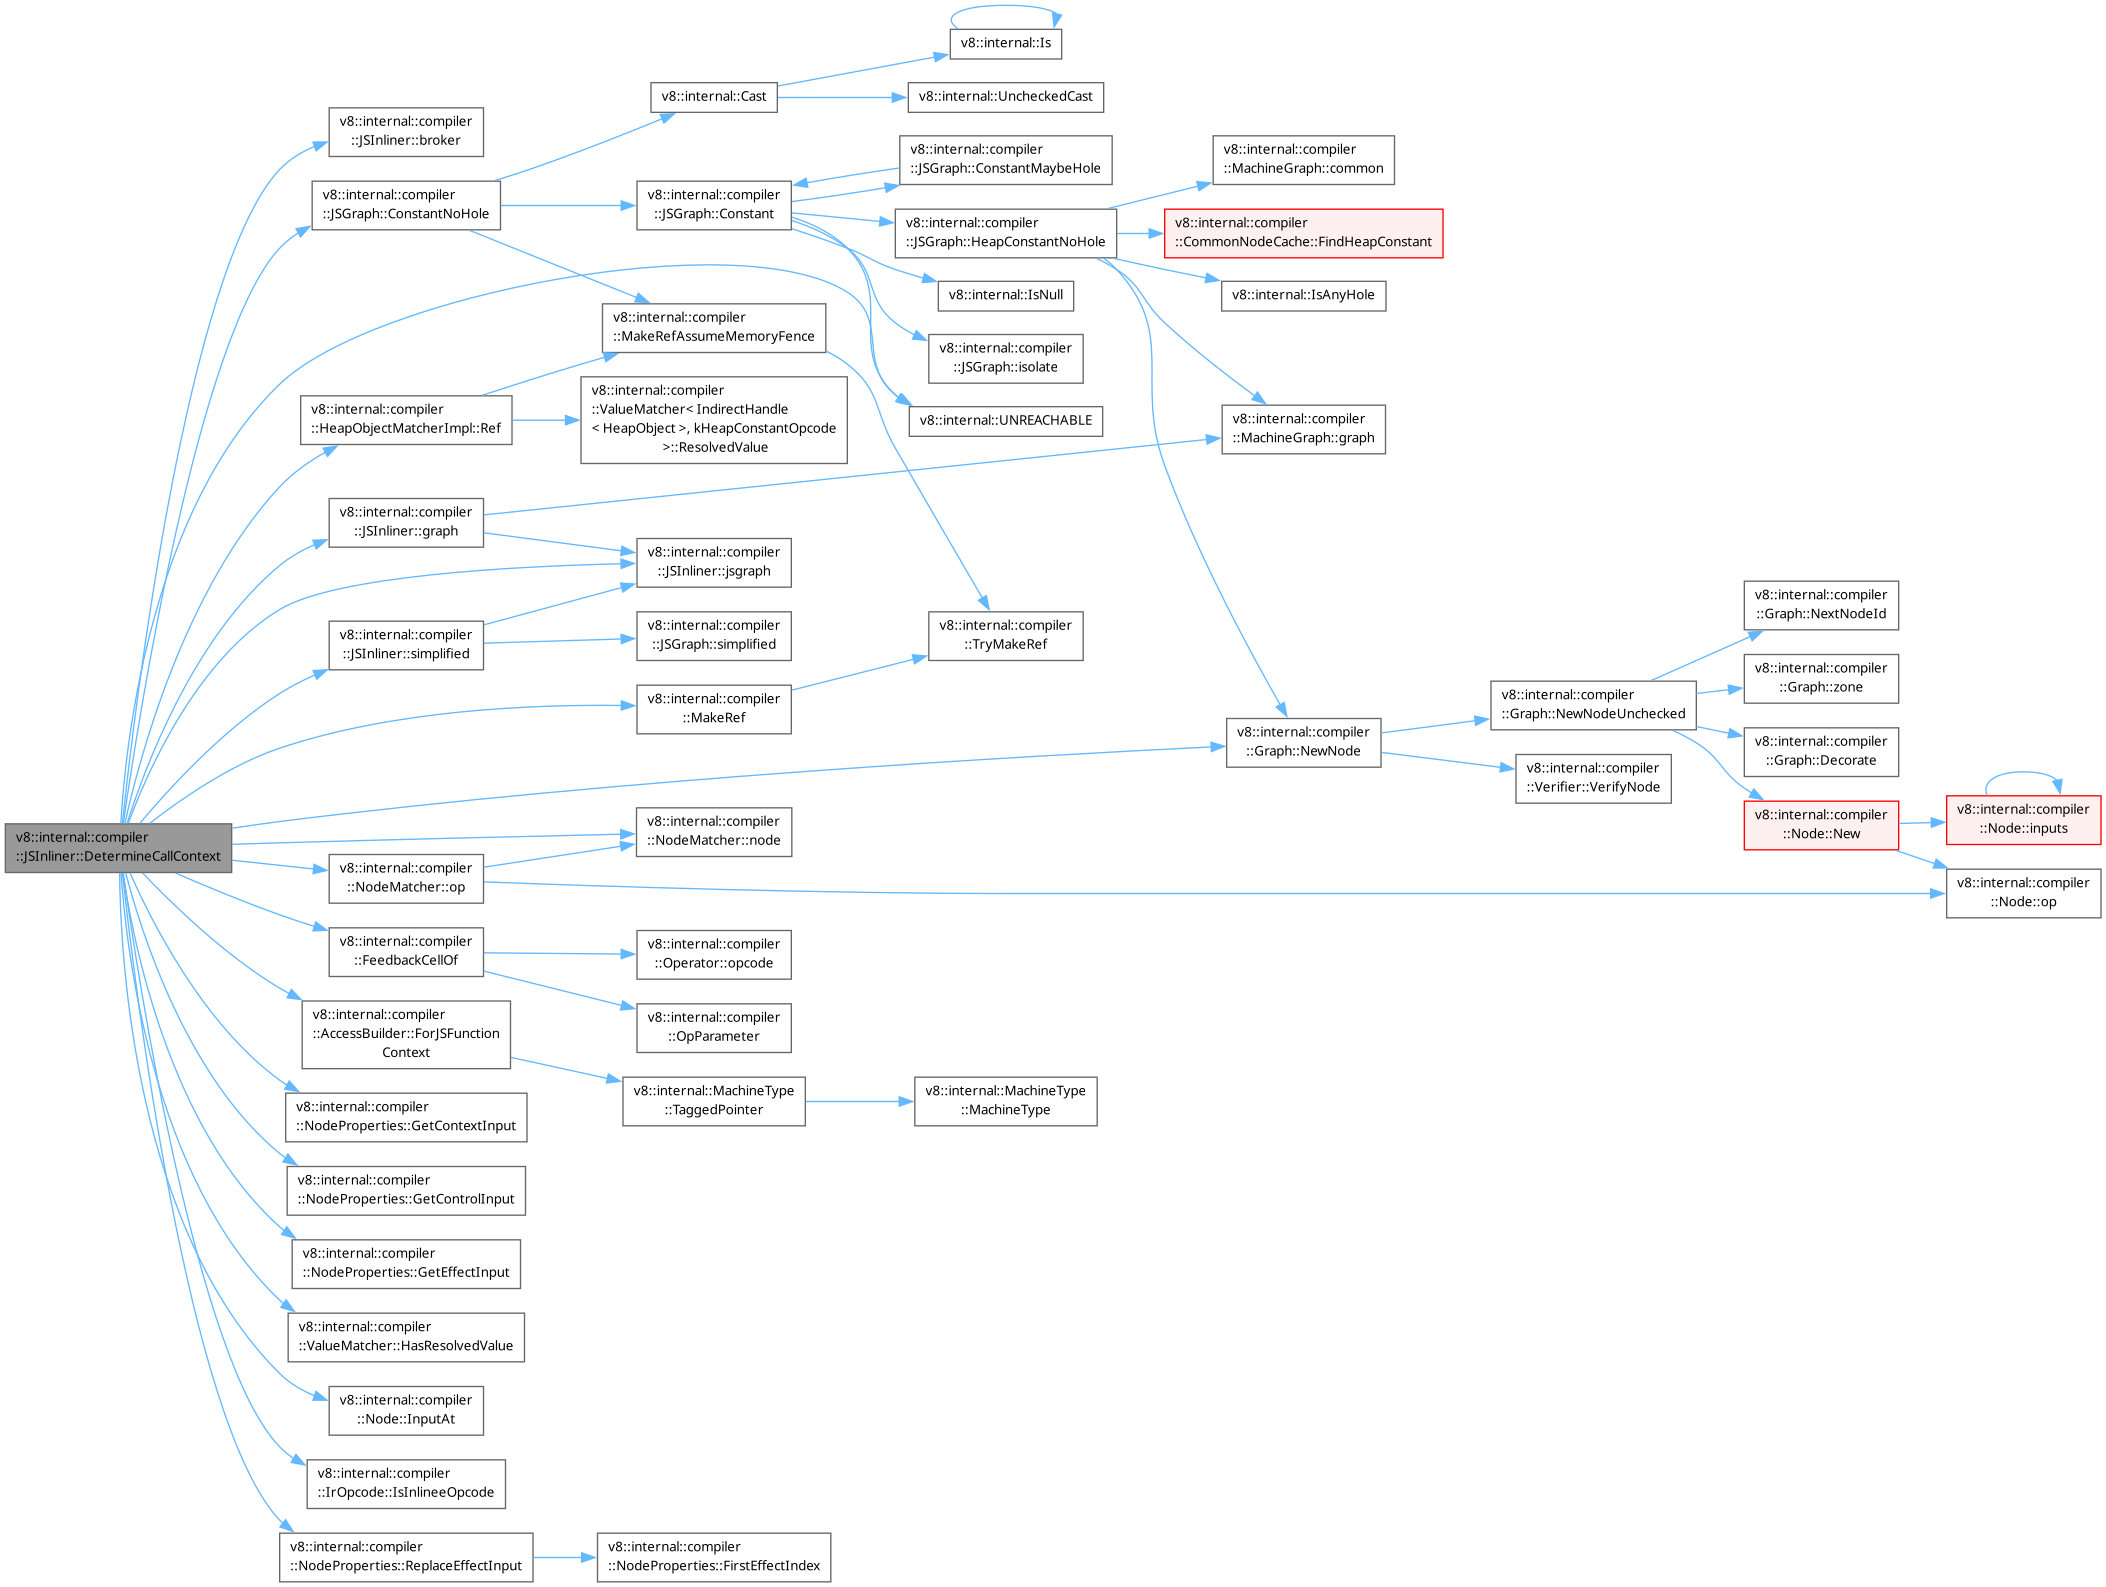 v8::internal::Is
v8::internal::Cast
v8::internal::UncheckedCast
v8::internal::compiler
::JSInliner::broker
v8::internal::compiler
::JSGraph::ConstantMaybeHole
v8::internal::compiler
::MachineGraph::common
v8::internal::compiler
::JSGraph::ConstantNoHole
v8::internal::compiler
::JSGraph::Constant
v8::internal::compiler
::JSGraph::HeapConstantNoHole
v8::internal::compiler
::CommonNodeCache::FindHeapConstant
v8::internal::IsNull
v8::internal::IsAnyHole
v8::internal::compiler
::MakeRefAssumeMemoryFence
v8::internal::compiler
::JSGraph::isolate
v8::internal::compiler
::HeapObjectMatcherImpl::Ref
v8::internal::compiler
::ValueMatcher< IndirectHandle
< HeapObject >, kHeapConstantOpcode
>::ResolvedValue
v8::internal::UNREACHABLE
v8::internal::compiler
::MachineGraph::graph
v8::internal::compiler
::JSInliner::graph
v8::internal::compiler
::JSInliner::jsgraph
v8::internal::compiler
::JSInliner::simplified
v8::internal::compiler
::JSGraph::simplified
v8::internal::compiler
::TryMakeRef
v8::internal::compiler
::Graph::NextNodeId
v8::internal::compiler
::MakeRef
v8::internal::compiler
::Graph::NewNodeUnchecked
v8::internal::compiler
::Graph::zone
v8::internal::compiler
::Graph::NewNode
v8::internal::compiler
::Graph::Decorate
v8::internal::compiler
::Verifier::VerifyNode
v8::internal::compiler
::JSInliner::DetermineCallContext
v8::internal::compiler
::NodeMatcher::node
v8::internal::compiler
::Node::New
v8::internal::compiler
::Node::inputs
v8::internal::compiler
::NodeMatcher::op
v8::internal::compiler
::Node::op
v8::internal::compiler
::FeedbackCellOf
v8::internal::compiler
::Operator::opcode
v8::internal::compiler
::AccessBuilder::ForJSFunction
Context
v8::internal::compiler
::OpParameter
v8::internal::MachineType
::TaggedPointer
v8::internal::MachineType
::MachineType
v8::internal::compiler
::NodeProperties::GetContextInput
v8::internal::compiler
::NodeProperties::GetControlInput
v8::internal::compiler
::NodeProperties::GetEffectInput
v8::internal::compiler
::ValueMatcher::HasResolvedValue
v8::internal::compiler
::Node::InputAt
v8::internal::compiler
::IrOpcode::IsInlineeOpcode
v8::internal::compiler
::NodeProperties::ReplaceEffectInput
v8::internal::compiler
::NodeProperties::FirstEffectIndex